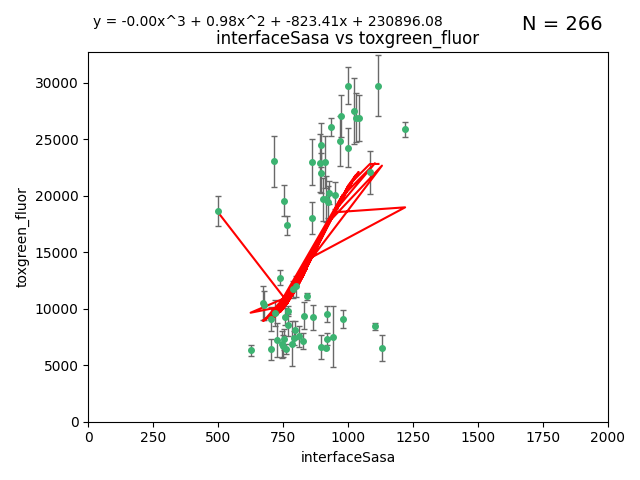 y = -0.00x^3 + 0.98x^2 + -823.41x + 230896.08
N = 266
interfaceSasa vs toxgreen_fluor
30000
25000
20000
15000
10000
5000
0
toxgreen_fluor
0 250 500 750 1000 1250 1500 1750 2000
interfaceSasa